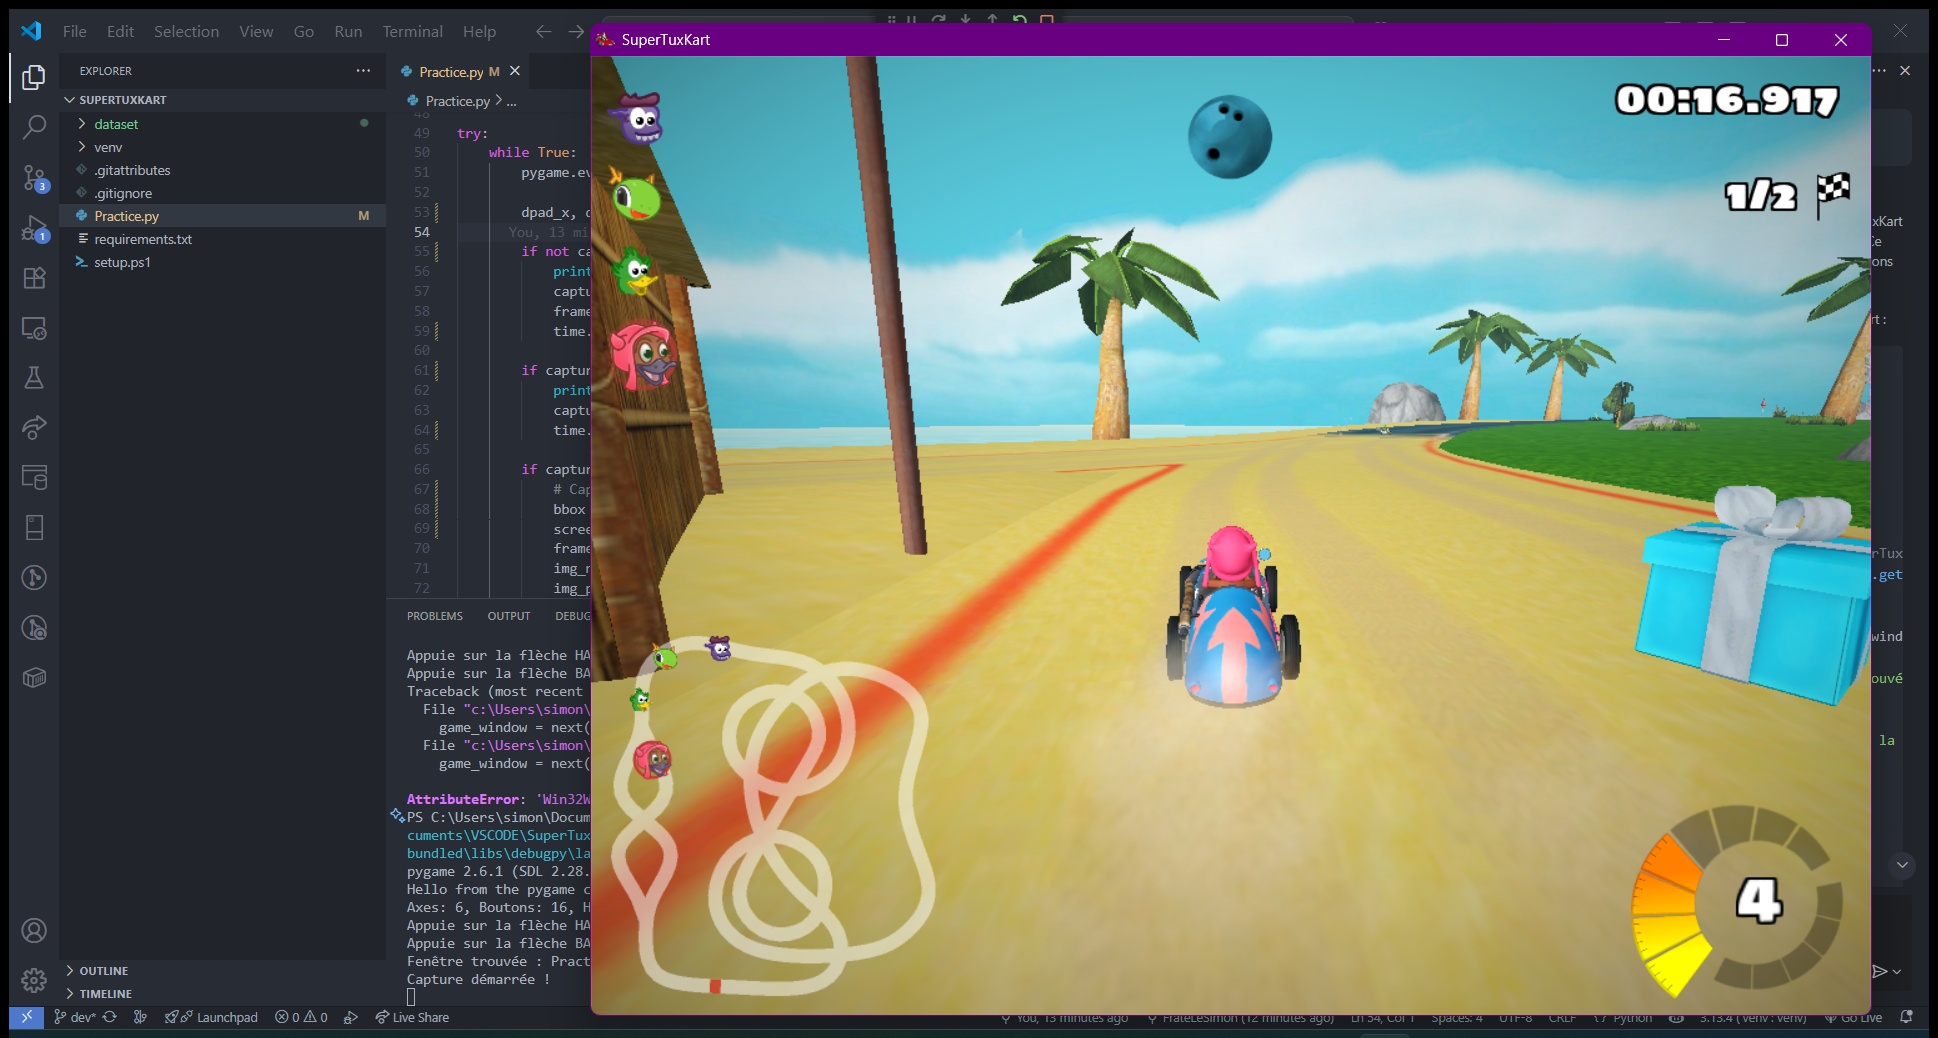 File Edit Selection View Go Run Terminal Help
SuperTuxKart
EXPLORER
SUPERTUXKART
dataset
venv
.gitattributes
.gitignore
Practice.py M
requirements.txt
setup.ps1
OUTLINE
TIMELINE
Practice.py M
Practice.py > ...
48
49 try:
50 while True:
51 pygame.ev
52
53 dpad_x, d
54 You, 13 mi
55 if not ca
56 print
57 captu
58 frame
59 time.
60
61 if captur
62 print
63 captu
64 time.
65
66 if captur
67 # Cap
68 bbox
69 scree
70 frame
71 img_n
72 img_p
PROBLEMS OUTPUT DEBUG
Appuie sur la flèche HA
Appuie sur la flèche BA
Traceback (most recent
File "c:\Users\simon\
game_window = next(
File "c:\Users\simon\
game_window = next(
AttributeError: 'Win32W
PS C:\Users\simon\Docum
cuments\VSCODE\SuperTux
bundled\libs\debugpy\la
pygame 2.6.1 (SDL 2.28.
Hello from the pygame c
Axes: 6, Boutons: 16, H
Appuie sur la flèche HA
Appuie sur la flèche BA
Fenêtre trouvée : Pract
Capture démarrée !
00:16.917
1/2
4
xKart
ons
rt:
rTux
.get
wind
ouvé
la
3
1
dev* Launchpad 0 0 Live Share
You, 13 minutes ago FrateLeSimon (12 minutes ago) Ln 54, Col 1 Spaces: 4 UTF-8 CRLF Python 3.13.4 (venv: venv) Go Live